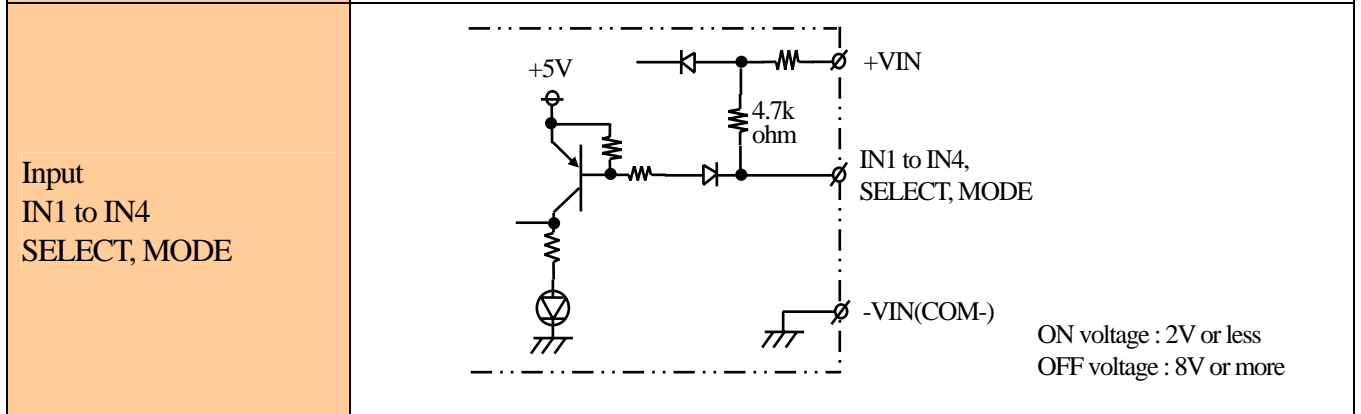 Input
IN1 to IN4
SELECT, MODE
+5V
+VIN
4.7k
ohm
IN1 to IN4,
SELECT, MODE
-VIN(COM-)
ON voltage : 2V or less
OFF voltage : 8V or more